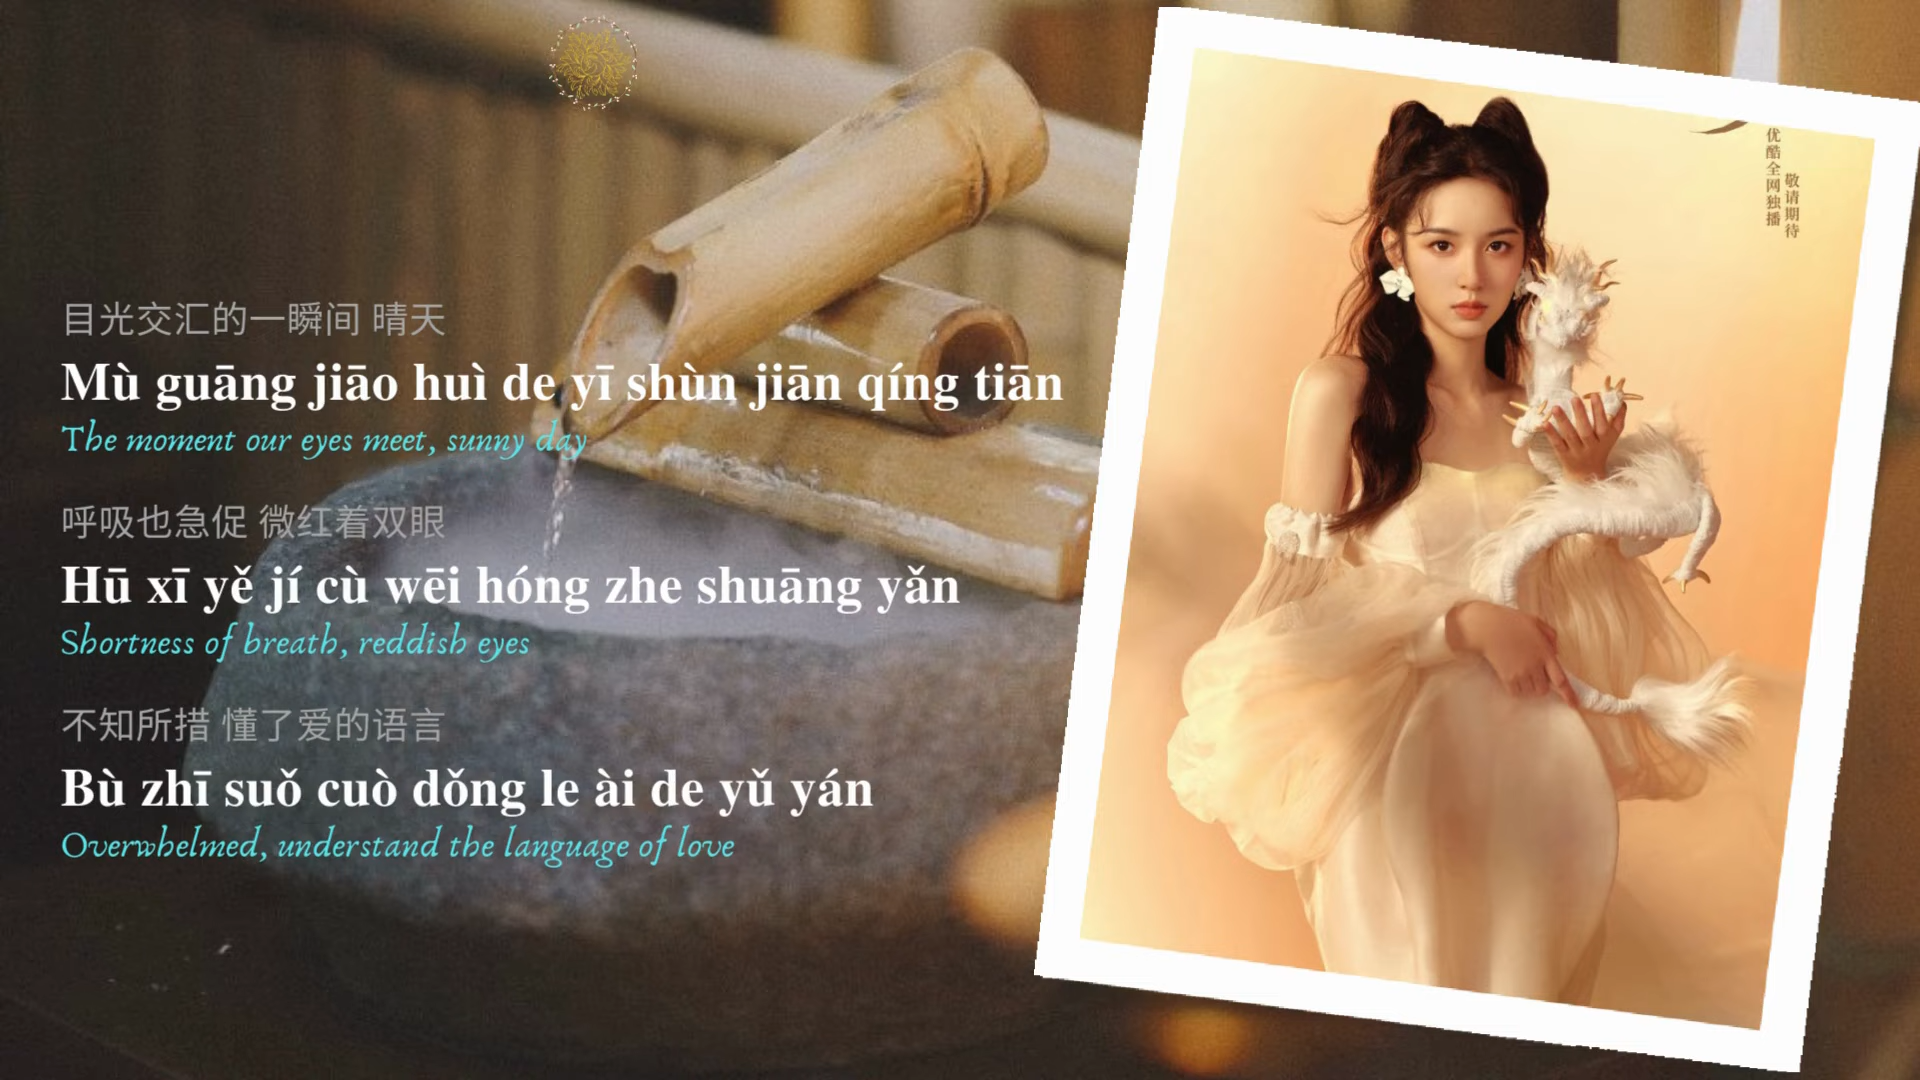 目光交汇的一瞬间 晴天
Mù guāng jiāo huì de yī shùn jiān qíng tiān
The moment our eyes meet, sunny day
呼吸也急促 微红着双眼
Hū xī yě jí cù wēi hóng zhe shuāng yǎn
Shortness of breath, reddish eyes
不知所措 懂了爱的语言
Bù zhī suǒ cuò dǒng le ài de yǔ yán
Overwhelmed, understand the language of love
优酷全网独播
敬请期待